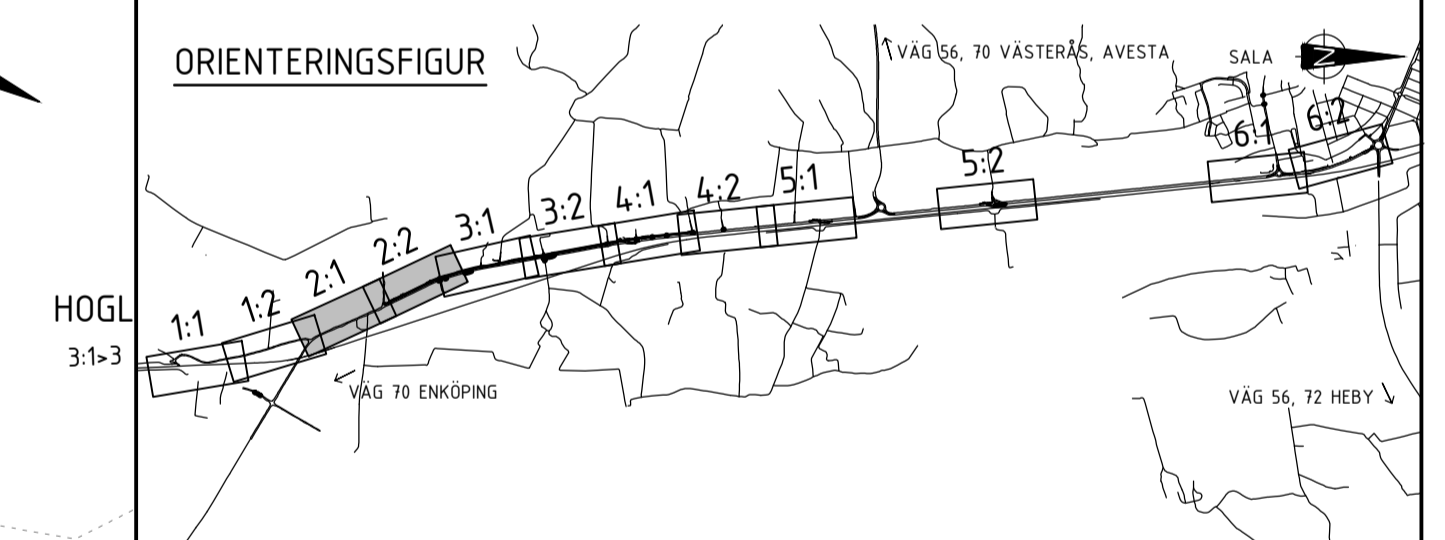 ORIENTERINGSFIGUR
VÄG 56, 70 VÄSTERÅS, AVESTA
SALA
N
6:1
6:2
5:2
5:1
4:2
4:1
3:2
3:1
2:2
2:1
1:2
1:1
HOGL
3:1>3
VÄG 70 ENKÖPING
VÄG 56, 72 HEBY